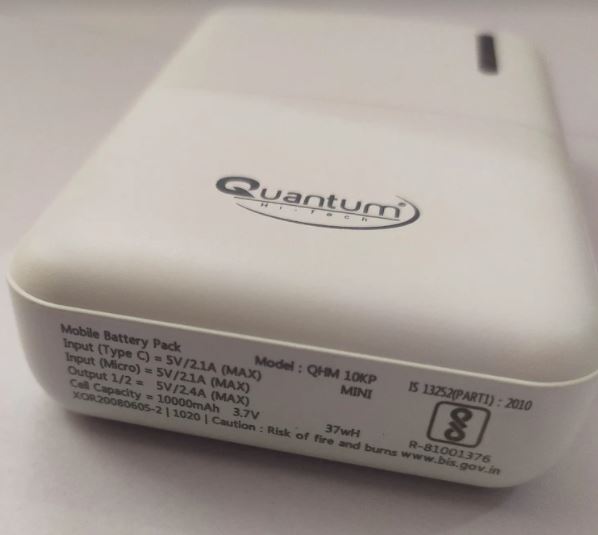 Quantum®
Hi-Tech
Mobile Battery Pack
Input (Type C) = 5V/2.1A (MAX)
Input (Micro) = 5V/2.1A (MAX)
Output 1/2 = 5V/2.4A (MAX)
Cell Capacity = 10000mAh 3.7V 37wH
XOR20080605-2 | 1020 | Caution : Risk of fire and burns www.bis.gov.in
Model : QHM 10KP
MINI
IS 13252(PART1) : 2010
R-81001376